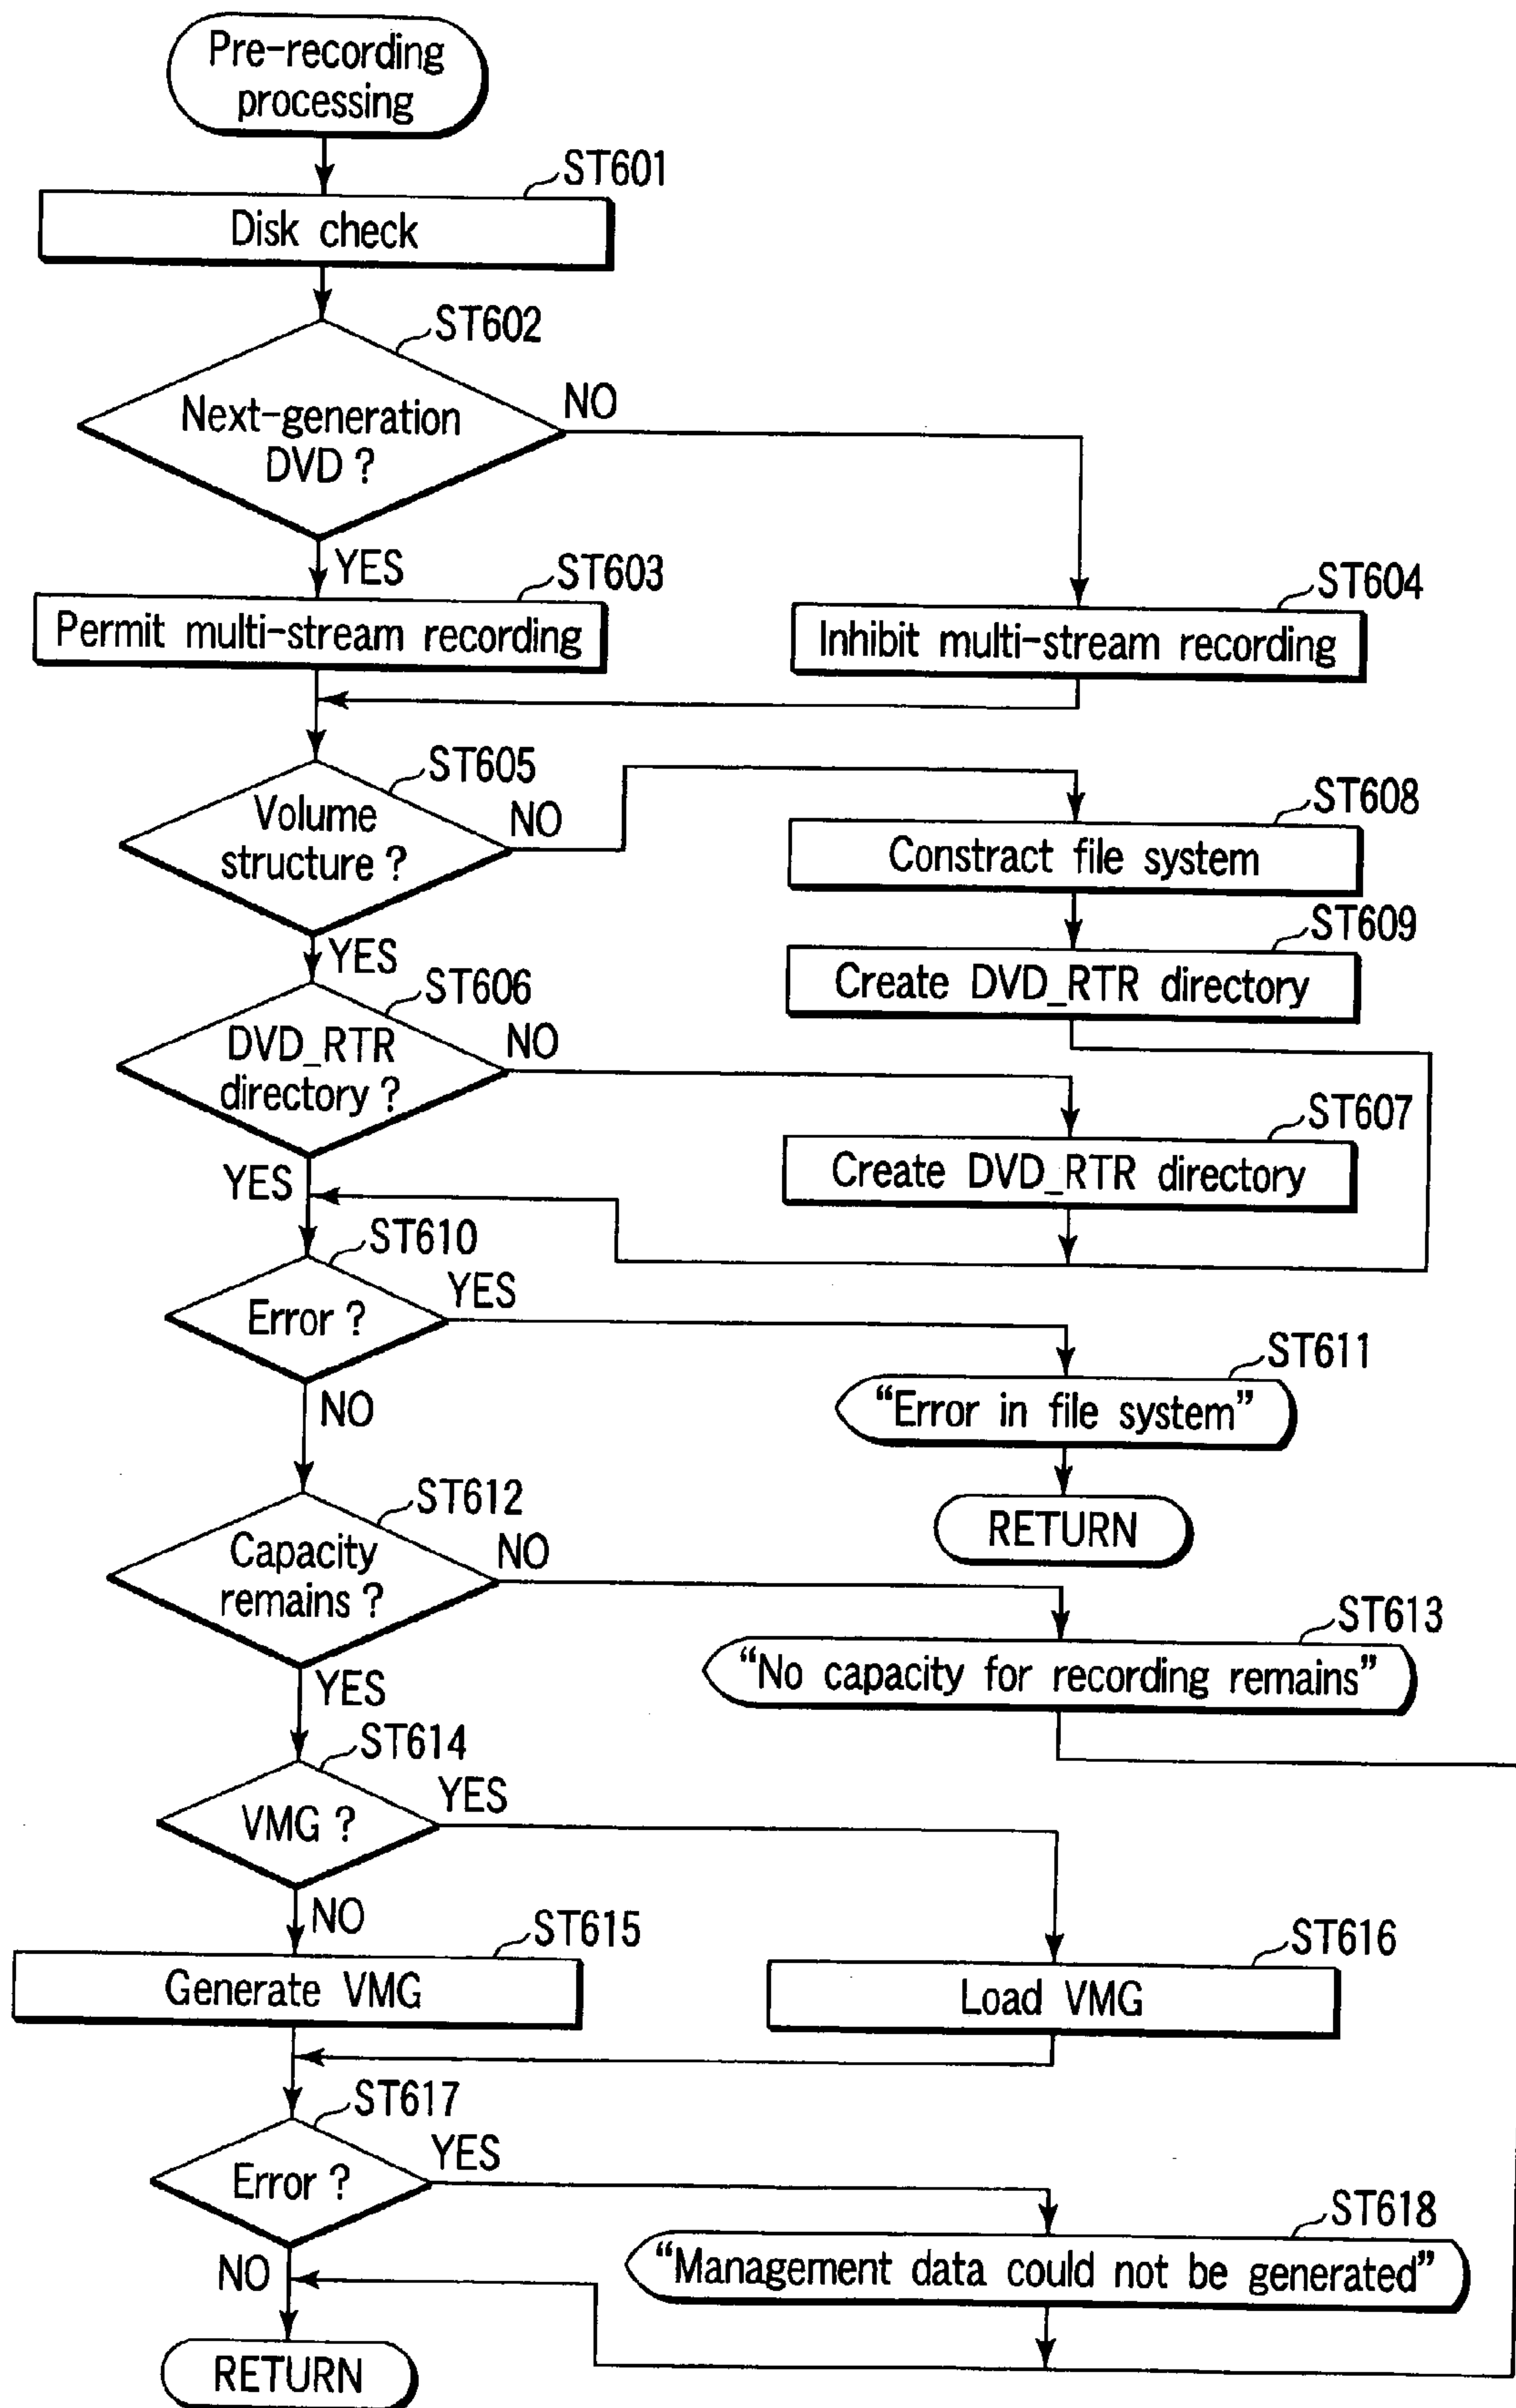 Pre-recording
processing
ST601
Disk check
ST602
Next-generation
DVD ?
NO
YES
ST603
Permit multi-stream recording
ST604
Inhibit multi-stream recording
ST605
Volume
structure ?
NO
YES
ST608
Constract file system
ST609
Create DVD_RTR directory
ST606
DVD_RTR
directory ?
NO
YES
ST607
Create DVD_RTR directory
ST610
Error ?
YES
NO
ST611
“Error in file system”
RETURN
ST612
Capacity
remains ?
NO
YES
ST613
“No capacity for recording remains”
ST614
VMG ?
YES
NO
ST615
Generate VMG
ST616
Load VMG
ST617
Error ?
YES
NO
ST618
“Management data could not be generated”
RETURN